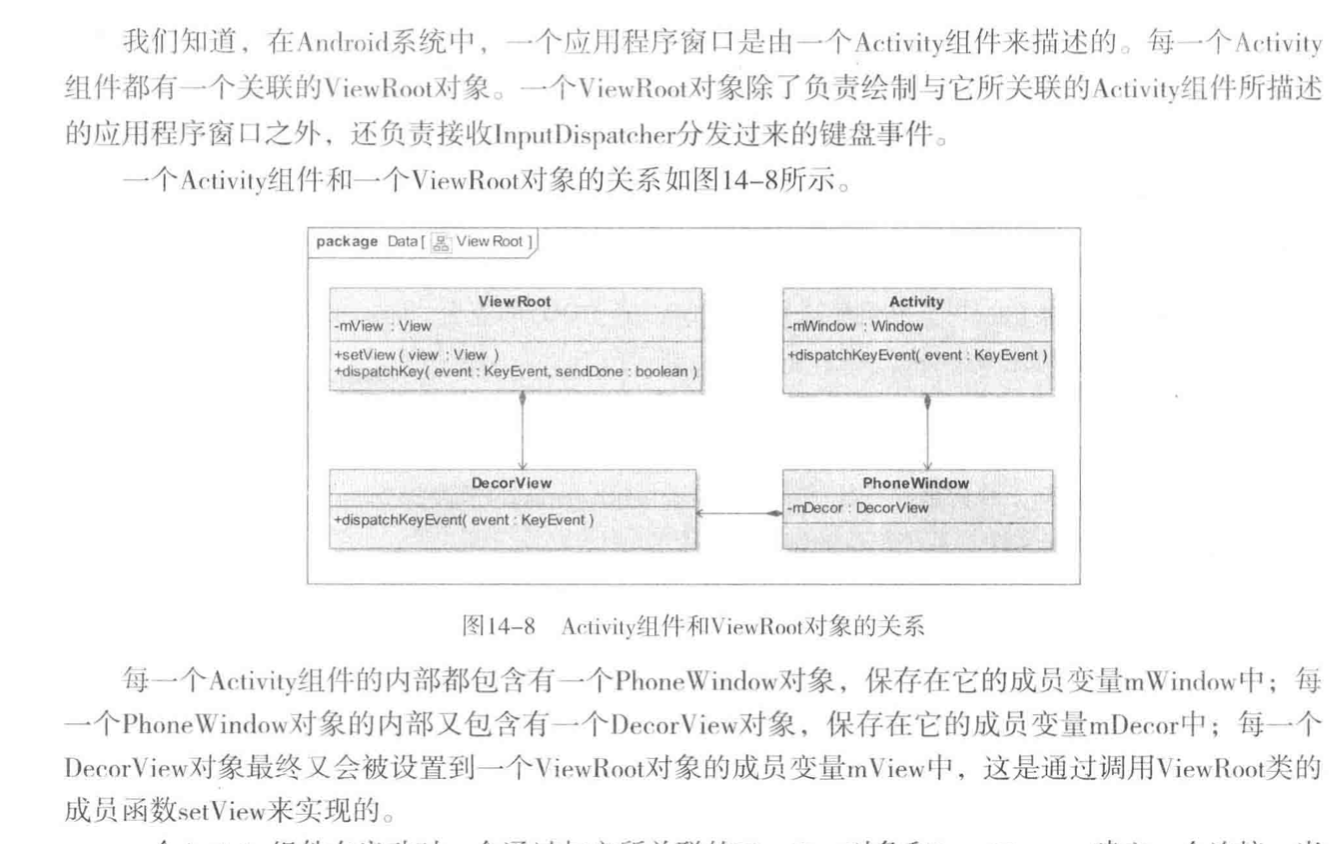 我们知道，在Android系统中，一个应用程序窗口是由一个Activity组件来描述的。每一个Activity
组件都有一个关联的ViewRoot对象。一个ViewRoot对象除了负责绘制与它所关联的Activity组件所描述
的应用程序窗口之外，还负责接收InputDispatcher分发过来的键盘事件。
一个Activity组件和一个ViewRoot对象的关系如图14-8所示。
package Data [ View Root ]
ViewRoot
-mView : View
+setView ( view : View )
+dispatchKey( event : KeyEvent, sendDone : boolean )
Activity
-mWindow : Window
+dispatchKeyEvent( event : KeyEvent )
DecorView
+dispatchKeyEvent( event : KeyEvent )
PhoneWindow
-mDecor : DecorView
图14-8 Activity组件和ViewRoot对象的关系
每一个Activity组件的内部都包含有一个PhoneWindow对象，保存在它的成员变量mWindow中；每
一个PhoneWindow对象的内部又包含有一个DecorView对象，保存在它的成员变量mDecor中；每一个
DecorView对象最终又会被设置到一个ViewRoot对象的成员变量mView中，这是通过调用ViewRoot类的
成员函数setView来实现的。